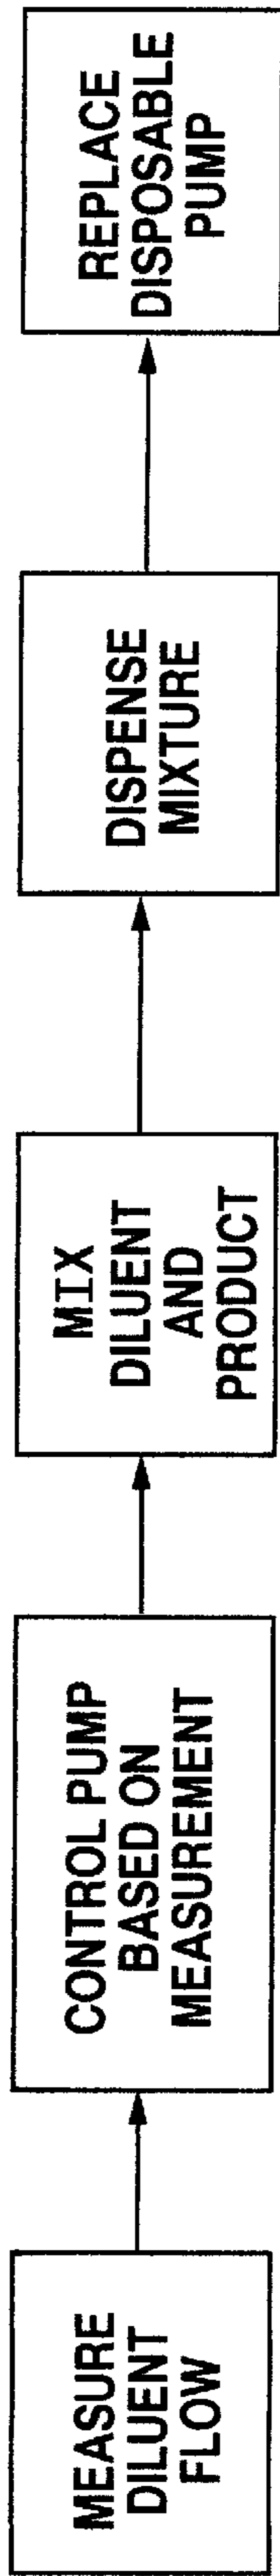 MEASURE
DILUENT
FLOW
CONTROL PUMP
BASED ON
MEASUREMENT
MIX
DILUENT
AND
PRODUCT
DISPENSE
MIXTURE
REPLACE
DISPOSABLE
PUMP